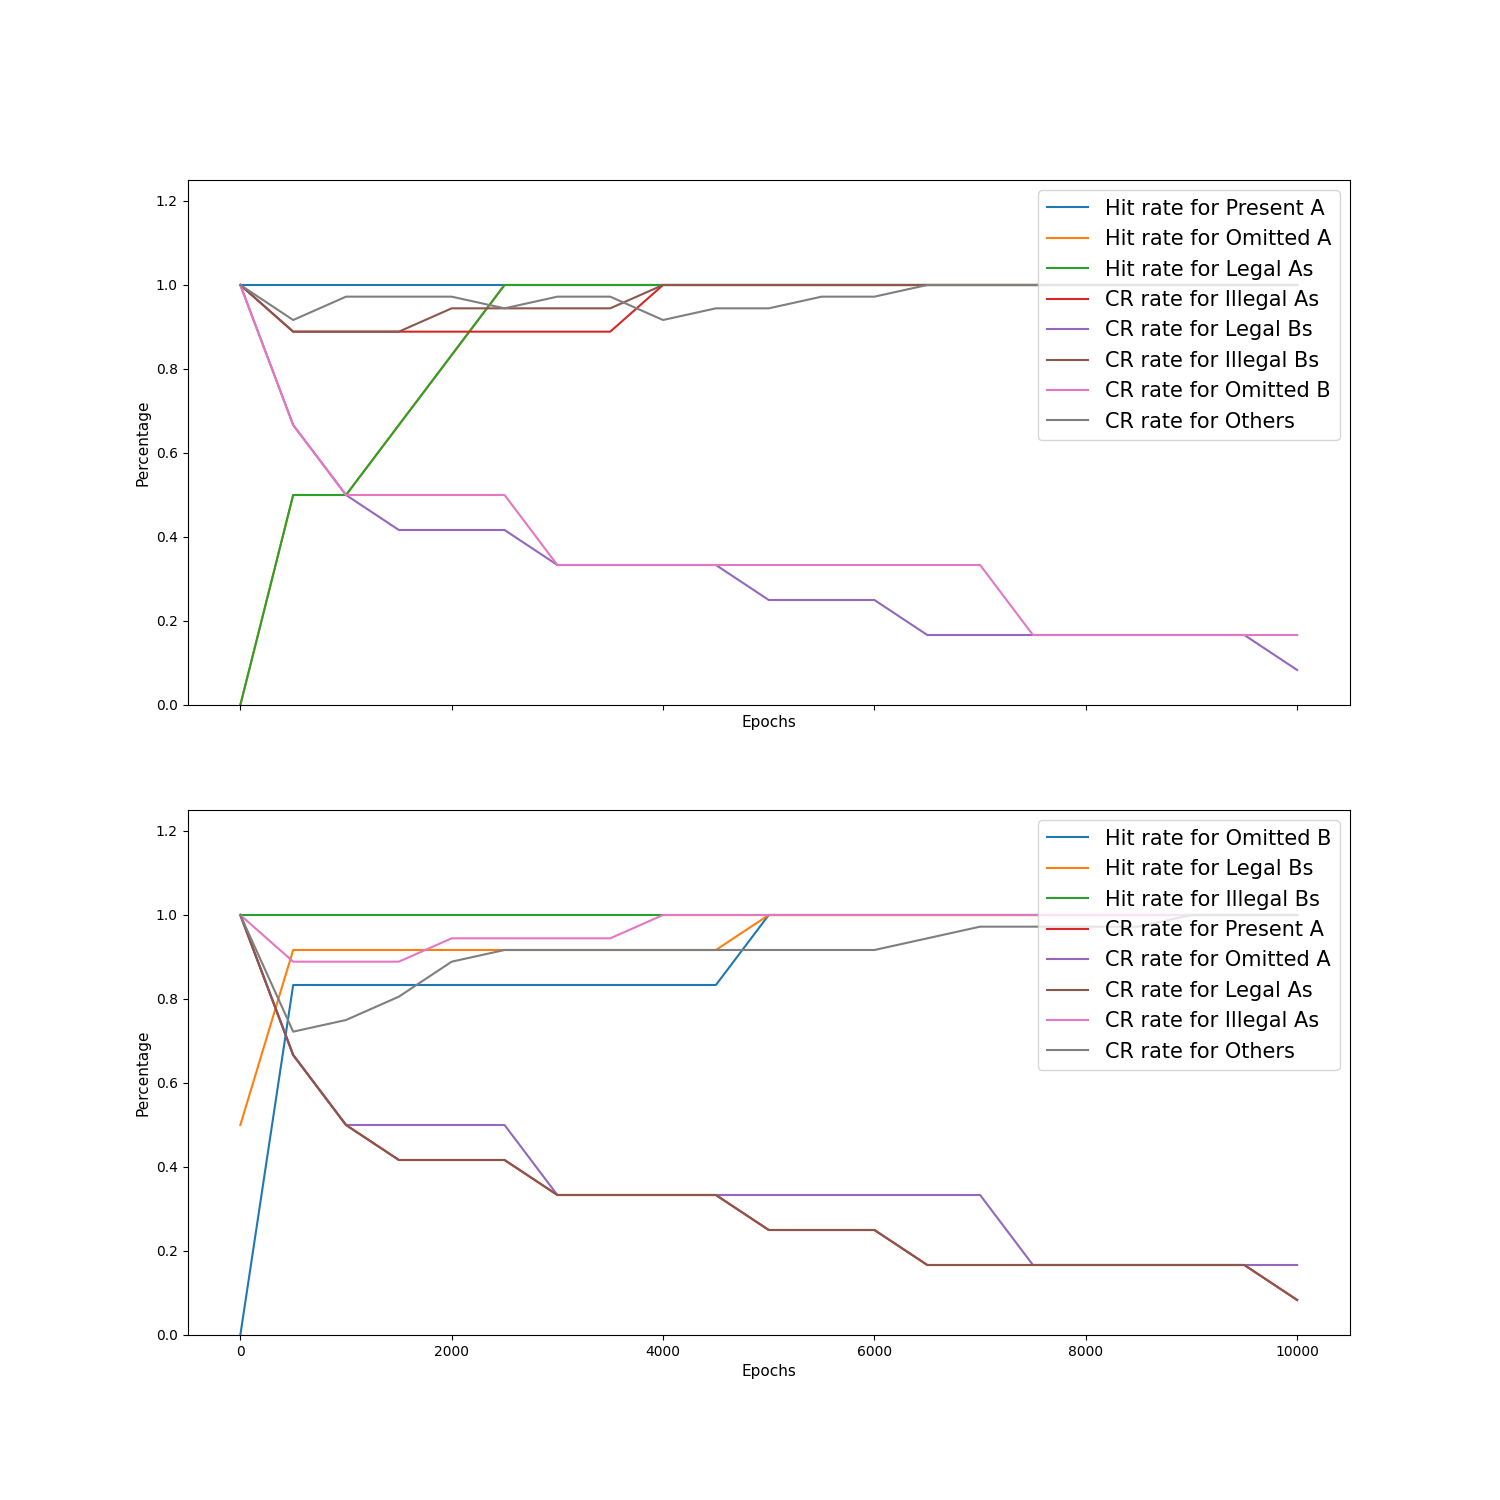 1.2
1.0
0.8
0.6
0.4
0.2
0.0
Percentage
Epochs
Hit rate for Present A
Hit rate for Omitted A
Hit rate for Legal As
CR rate for Illegal As
CR rate for Legal Bs
CR rate for Illegal Bs
CR rate for Omitted B
CR rate for Others
1.2
1.0
0.8
0.6
0.4
0.2
0.0
Percentage
0 2000 4000 6000 8000 10000
Epochs
Hit rate for Omitted B
Hit rate for Legal Bs
Hit rate for Illegal Bs
CR rate for Present A
CR rate for Omitted A
CR rate for Legal As
CR rate for Illegal As
CR rate for Others